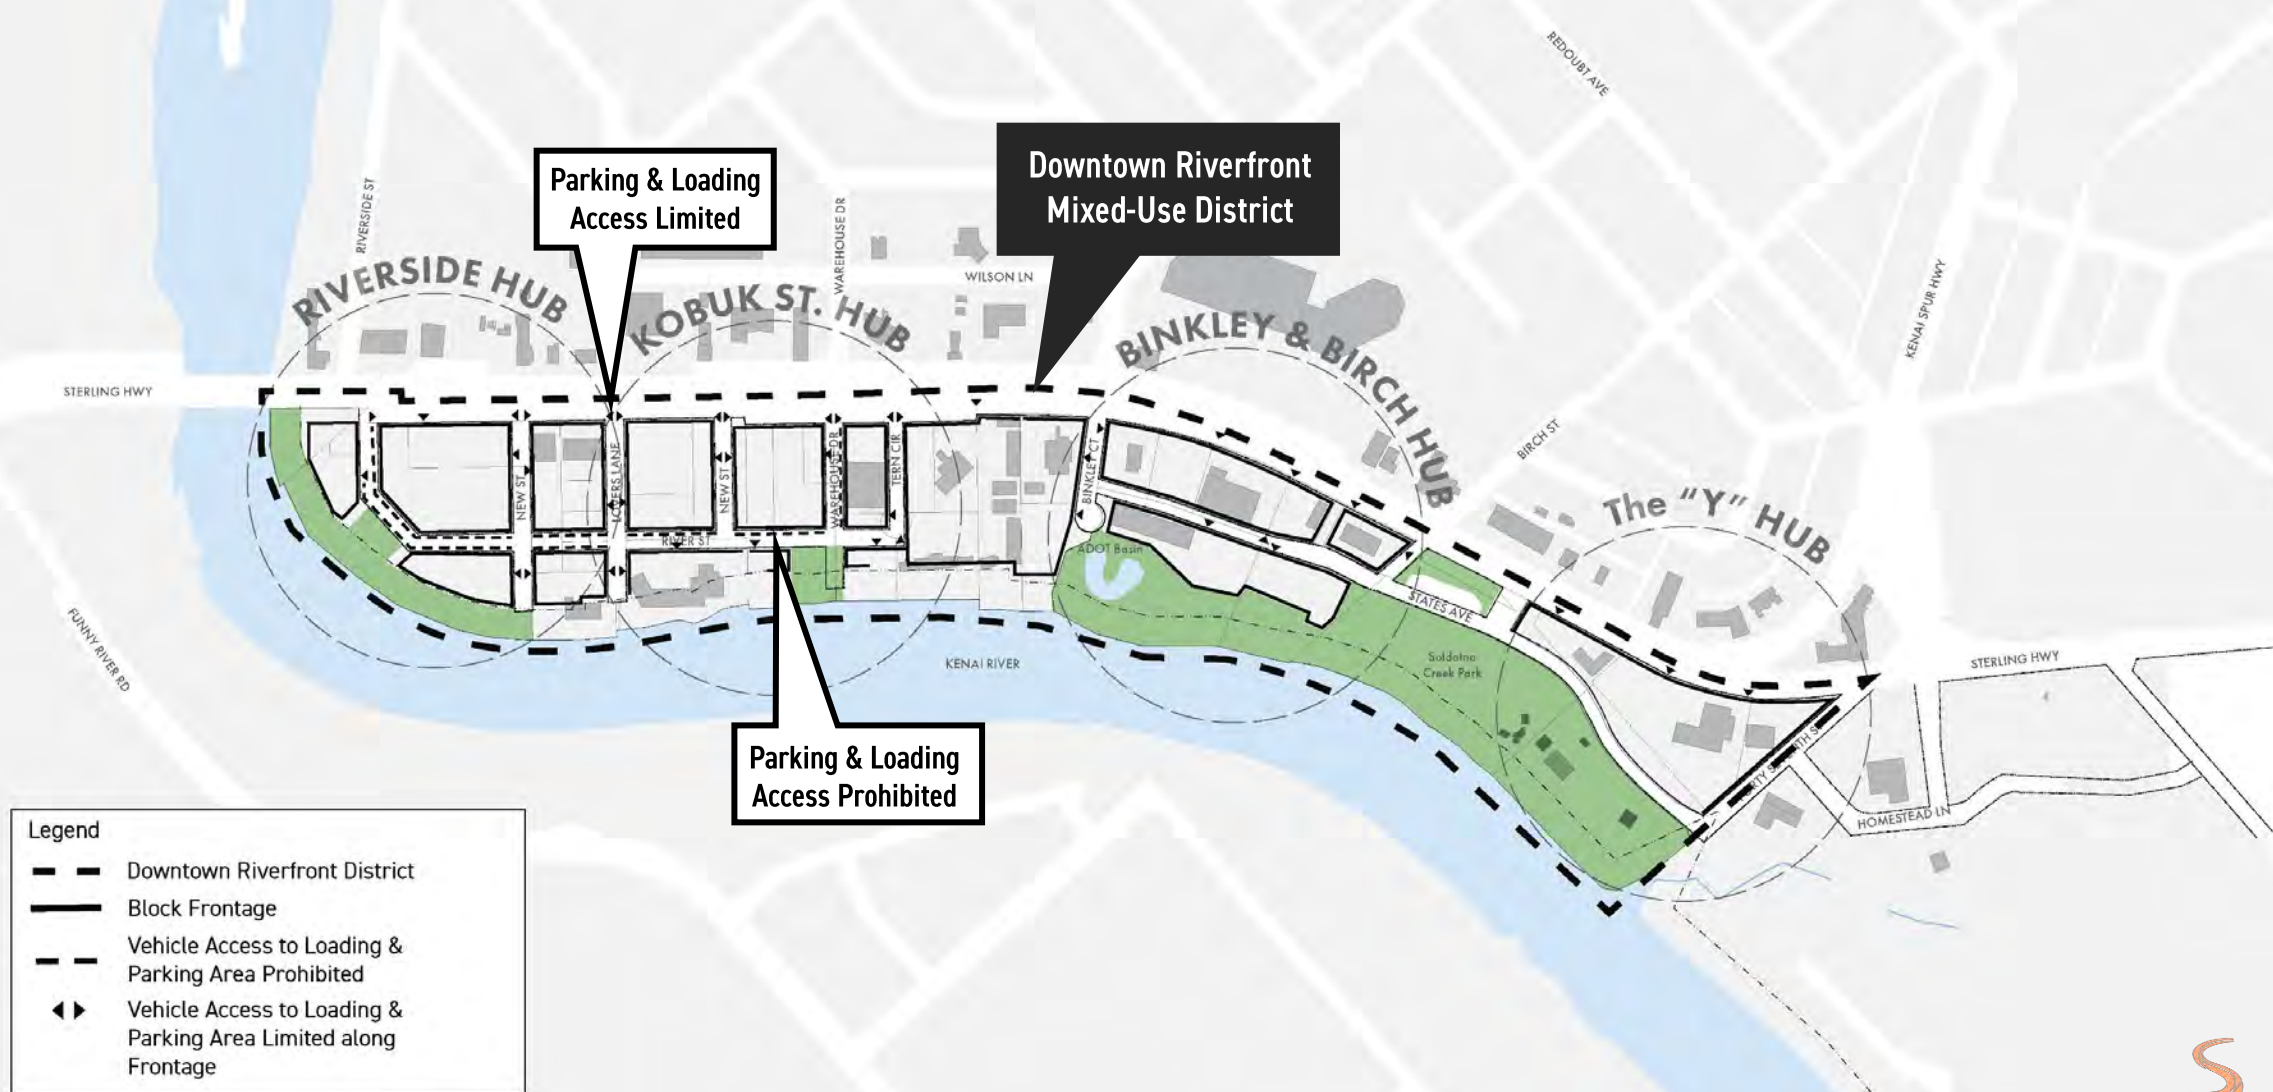 REDOUBT AVE
Parking & Loading
Access Limited
Downtown Riverfront
Mixed-Use District
RIVERSIDE ST
WAREHOUSE DR
KENAI SPUR HWY
RIVERSIDE HUB
KOBUK ST. HUB
WILSON LN
BINKLEY & BIRCH HUB
STERLING HWY
BIRCH ST
NEW ST
LOVERS LANE
NEW ST
WAREHOUSE DR
TERN CIR
BINKLEY CT
The "Y" HUB
RIVER ST
ADOT Basin
STATES AVE
FUNNY RIVER RD
KENAI RIVER
Soldotna
Creek Park
STERLING HWY
4
Parking & Loading
Access Prohibited
HOMESTEAD LN
Legend
Downtown Riverfront District
Block Frontage
Vehicle Access to Loading &
Parking Area Prohibited
Vehicle Access to Loading &
Parking Area Limited along
Frontage